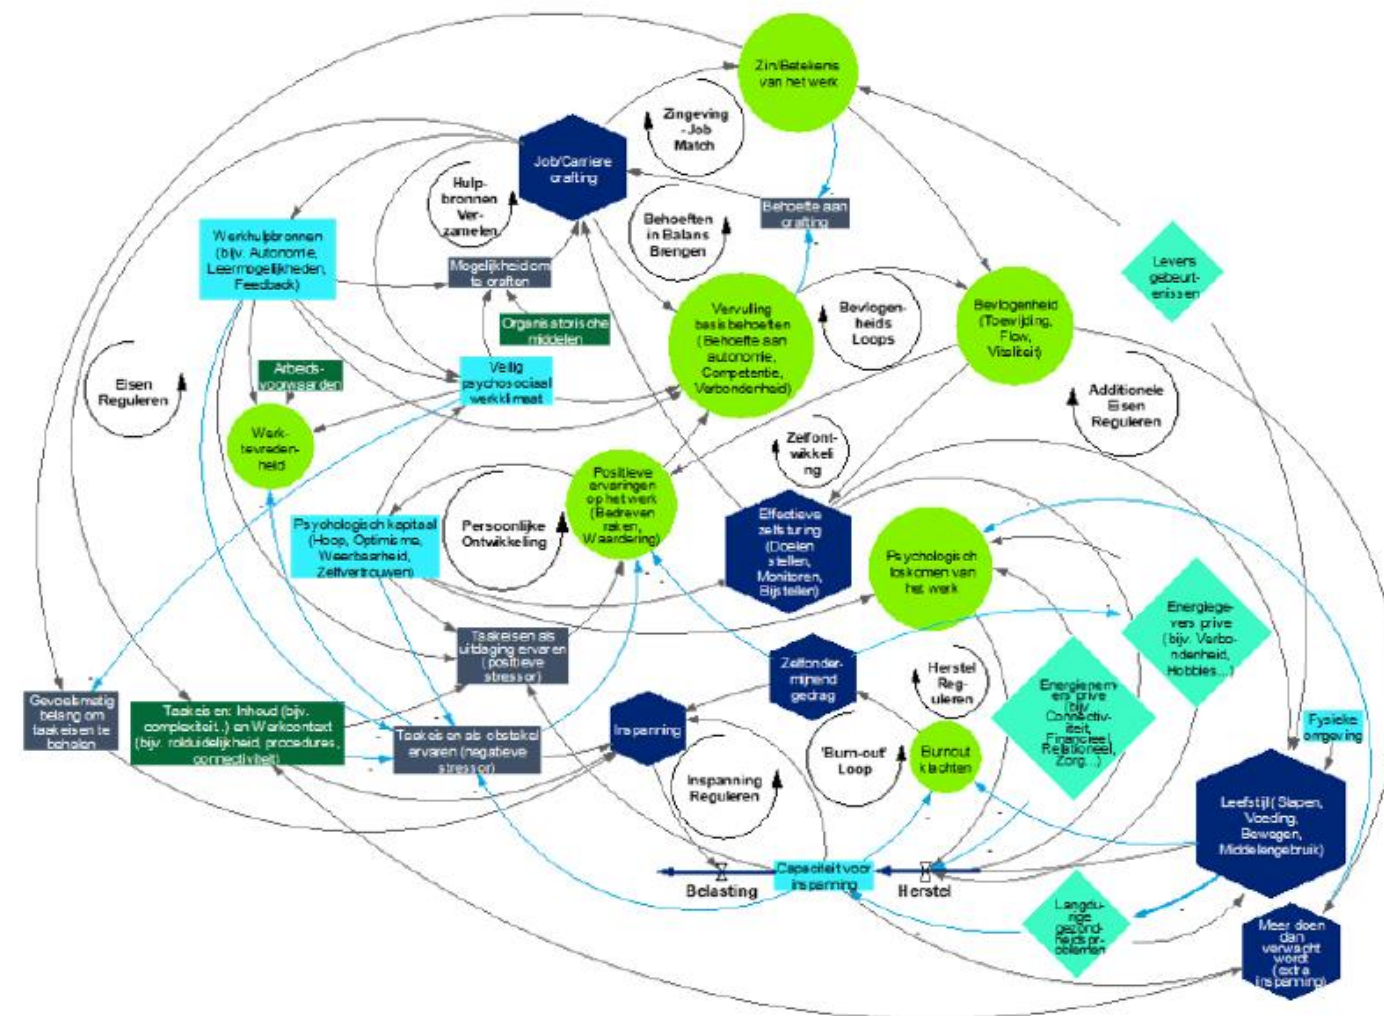 Zin/Betekenis
van het werk
Zingeving
-Job
Match
Job/Carriere
crafting
Hulp-
bronnen
Ver-
zamelen
Behoeften
in Balans
Brengen
Behoefte aan
crafting
Werkhulpbronnen
(bijv. Autonomie,
Leermogelijkheden,
Feedback)
Mogelijkheid om
te craften
Organisatorische
middelen
Levens
gebeurt-
enissen
Vervulling
basisbehoeften
(Behoefte aan
autonomie,
Competentie,
Verbondenheid)
Bevlogen-
heids
Loops
Bevlogenheid
(Toewijding,
Flow,
Vitaliteit)
Eisen
Reguleren
Arbeids-
voorwaarden
Veilig
psychosociaal
werkklimaat
Additionele
Eisen
Reguleren
Werk-
tevreden-
heid
Zelfont-
wikkeli
ng
Positieve
ervaringen
op het werk
(Bedreven
raken,
Waardering)
Psychologisch kapitaal
(Hoop, Optimisme,
Weerbaarheid,
Zelfvertrouwen)
Persoonlijke
Ontwikkeling
Effectieve
zelfsturing
(Doelen
stellen,
Monitoren,
Bijstellen)
Psychologisch
loskomen van
het werk
Taakeisen als
uitdaging ervaren
(positieve
stressor)
Zelfonder-
mijnend
gedrag
Herstel
Reg-
uleren
Energiege-
vers prive
(bijv. Verbo-
ndenheid,
Hobbies...)
Energienem-
ers prive
(bijv.
Connectiv-
iteit,
Financieel,
Relationeel,
Zorg...)
Gevoelsmatig
belang om
taakeisen te
behalen
Taakeisen: Inhoud (bijv.
complexiteit..) en Werkcontext
(bijv. rolduidelijkheid, procedures,
connectiviteit)
Taakeisen als obstakel
ervaren (negatieve
stressor)
Inspanning
'Burn-out'
Loop
Burnout
klachten
Fysieke
omgeving
Inspanning
Reguleren
Leefstijl (Slapen,
Voeding,
Bewegen,
Middelengebruik)
Belasting
Capaciteit voor
inspanning
Herstel
Langdu-
rige
gezond-
heidspr-
oblemen
Meer doen
dan
verwacht
wordt
(extra
inspanning)